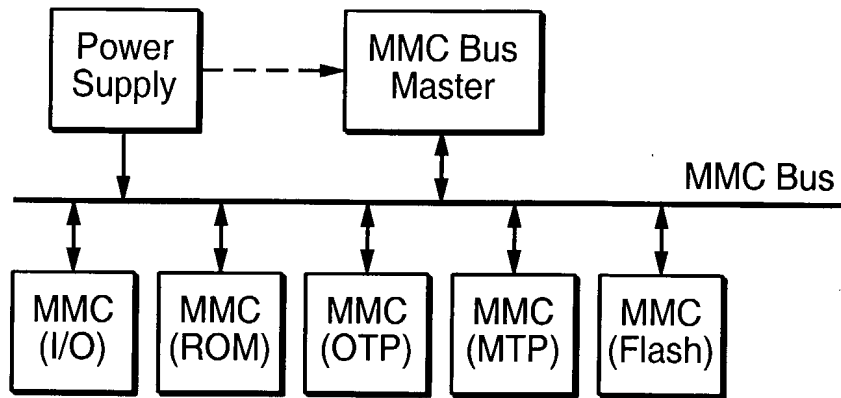 Power
Supply
MMC Bus
Master
MMC Bus
MMC
(I/O)
MMC
(ROM)
MMC
(OTP)
MMC
(MTP)
MMC
(Flash)